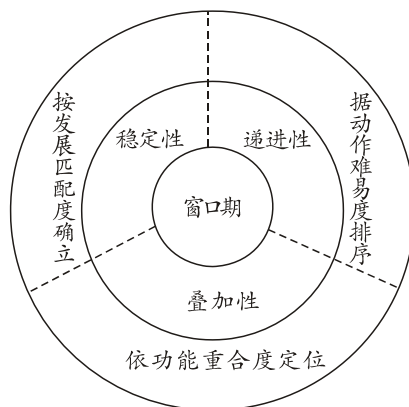 按发展匹配度确立
稳定性
递进性
据动作难易度排序
窗口期
叠加性
依功能重合度定位